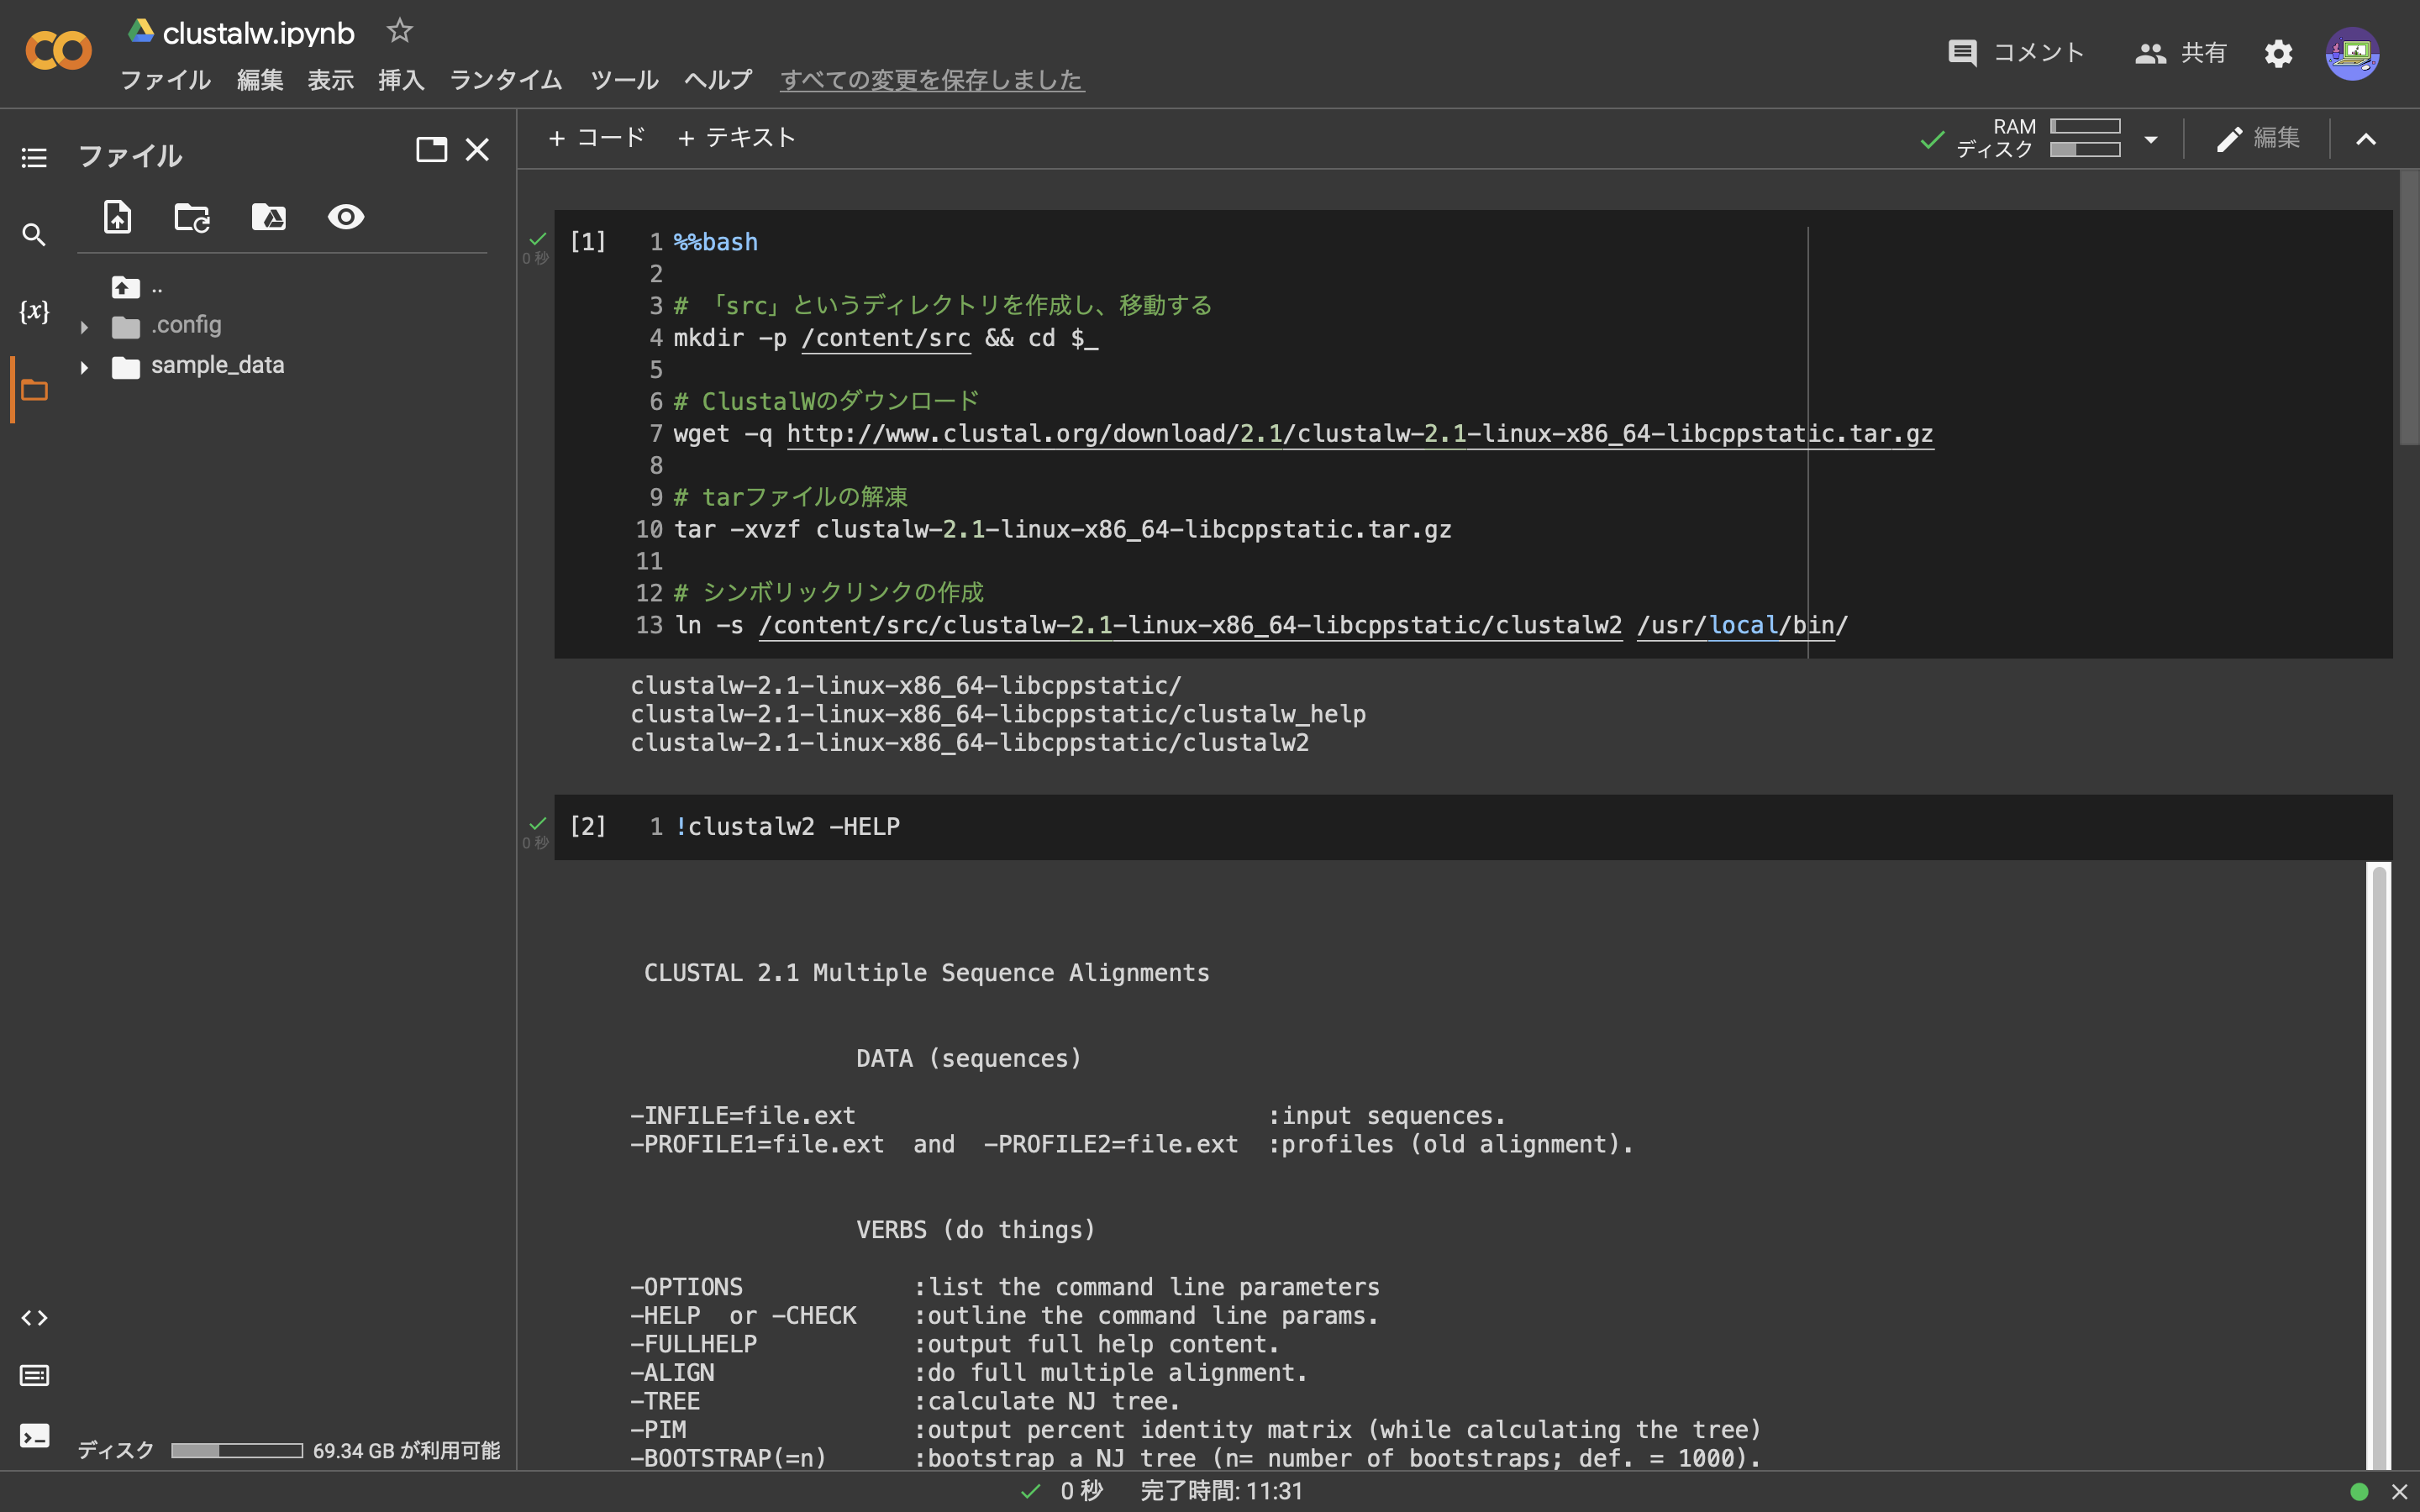 clustalw.ipynb
ファイル 編集 表示 挿入 ランタイム ツール ヘルプ すべての変更を保存しました
コメント 共有
ファイル
..
.config
sample_data
ディスク 69.34 GB が利用可能
+ コード + テキスト
RAM
ディスク
編集
[1]
0 秒
1 %%bash
2
3 # 「src」というディレクトリを作成し、移動する
4 mkdir -p /content/src && cd $_
5
6 # ClustalWのダウンロード
7 wget -q http://www.clustal.org/download/2.1/clustalw-2.1-linux-x86_64-libcppstatic.tar.gz
8
9 # tarファイルの解凍
10 tar -xvzf clustalw-2.1-linux-x86_64-libcppstatic.tar.gz
11
12 # シンボリックリンクの作成
13 ln -s /content/src/clustalw-2.1-linux-x86_64-libcppstatic/clustalw2 /usr/local/bin/
clustalw-2.1-linux-x86_64-libcppstatic/
clustalw-2.1-linux-x86_64-libcppstatic/clustalw_help
clustalw-2.1-linux-x86_64-libcppstatic/clustalw2
[2]
0 秒
1 !clustalw2 -HELP
CLUSTAL 2.1 Multiple Sequence Alignments
DATA (sequences)
-INFILE=file.ext :input sequences.
-PROFILE1=file.ext and -PROFILE2=file.ext :profiles (old alignment).
VERBS (do things)
-OPTIONS :list the command line parameters
-HELP or -CHECK :outline the command line params.
-FULLHELP :output full help content.
-ALIGN :do full multiple alignment.
-TREE :calculate NJ tree.
-PIM :output percent identity matrix (while calculating the tree)
-BOOTSTRAP(=n) :bootstrap a NJ tree (n= number of bootstraps; def. = 1000).
0 秒 完了時間: 11:31